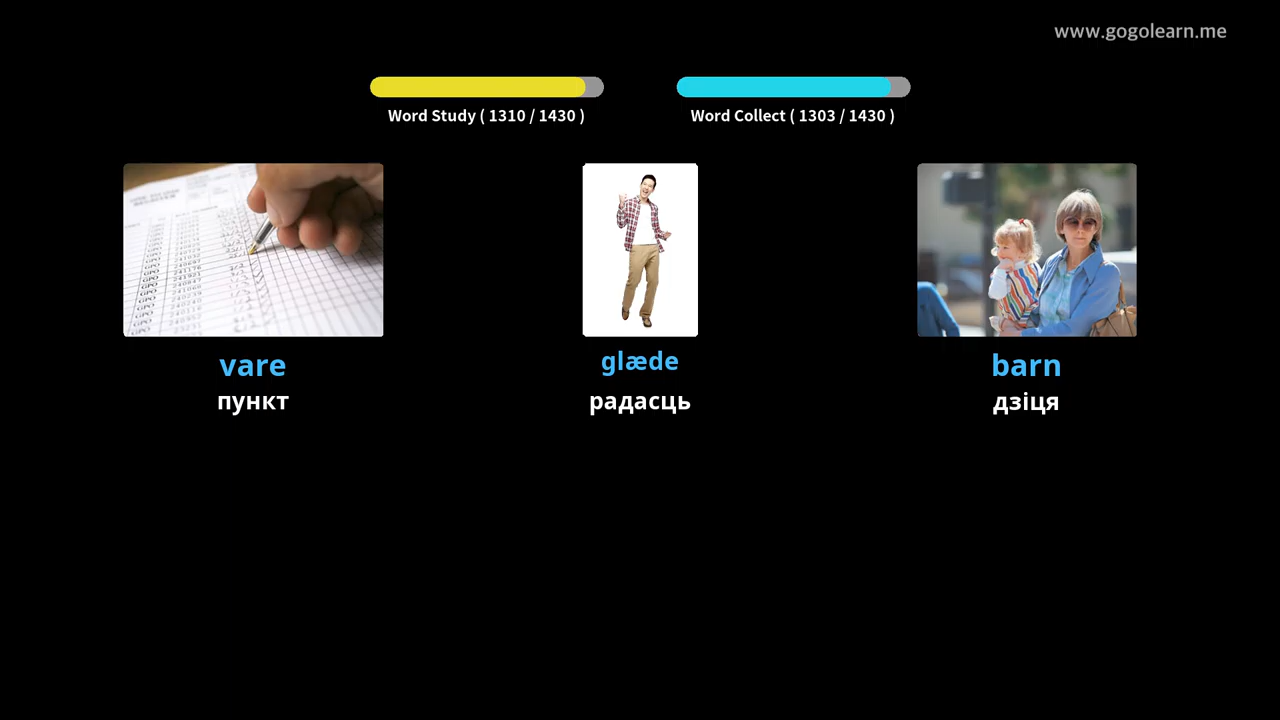 www.gogolearn.me
Word Study ( 1310 / 1430 )
Word Collect ( 1303 / 1430 )
vare
glæde
barn
пункт
радасць
дзіця